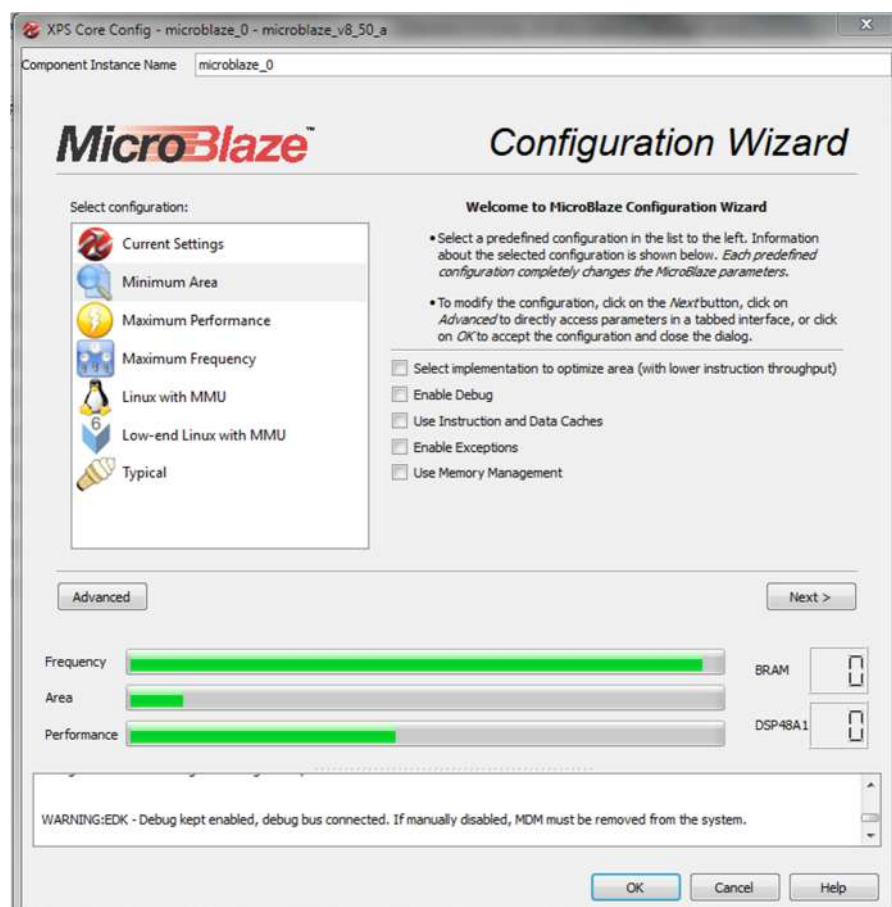 XPS Core Config - microblaze_0 - microblaze_v8_50_a
Component Instance Name microblaze_0
MicroBlaze™ Configuration Wizard
Select configuration:
Current Settings
Minimum Area
Maximum Performance
Maximum Frequency
Linux with MMU
6
Low-end Linux with MMU
Typical
Welcome to MicroBlaze Configuration Wizard
•Select a predefined configuration in the list to the left. Information
about the selected configuration is shown below. Each predefined
configuration completely changes the MicroBlaze parameters.
•To modify the configuration, click on the Next button, click on
Advanced to directly access parameters in a tabbed interface, or click
on OK to accept the configuration and close the dialog.
Select implementation to optimize area (with lower instruction throughput)
Enable Debug
Use Instruction and Data Caches
Enable Exceptions
Use Memory Management
Advanced
Next >
Frequency
Area
Performance
BRAM 0
DSP48A1 0
WARNING:EDK - Debug kept enabled, debug bus connected. If manually disabled, MDM must be removed from the system.
OK Cancel Help